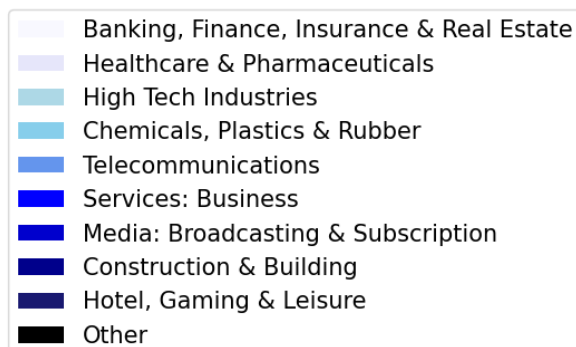 Banking, Finance, Insurance & Real Estate
Healthcare & Pharmaceuticals
High Tech Industries
Chemicals, Plastics & Rubber
Telecommunications
Services: Business
Media: Broadcasting & Subscription
Construction & Building
Hotel, Gaming & Leisure
Other